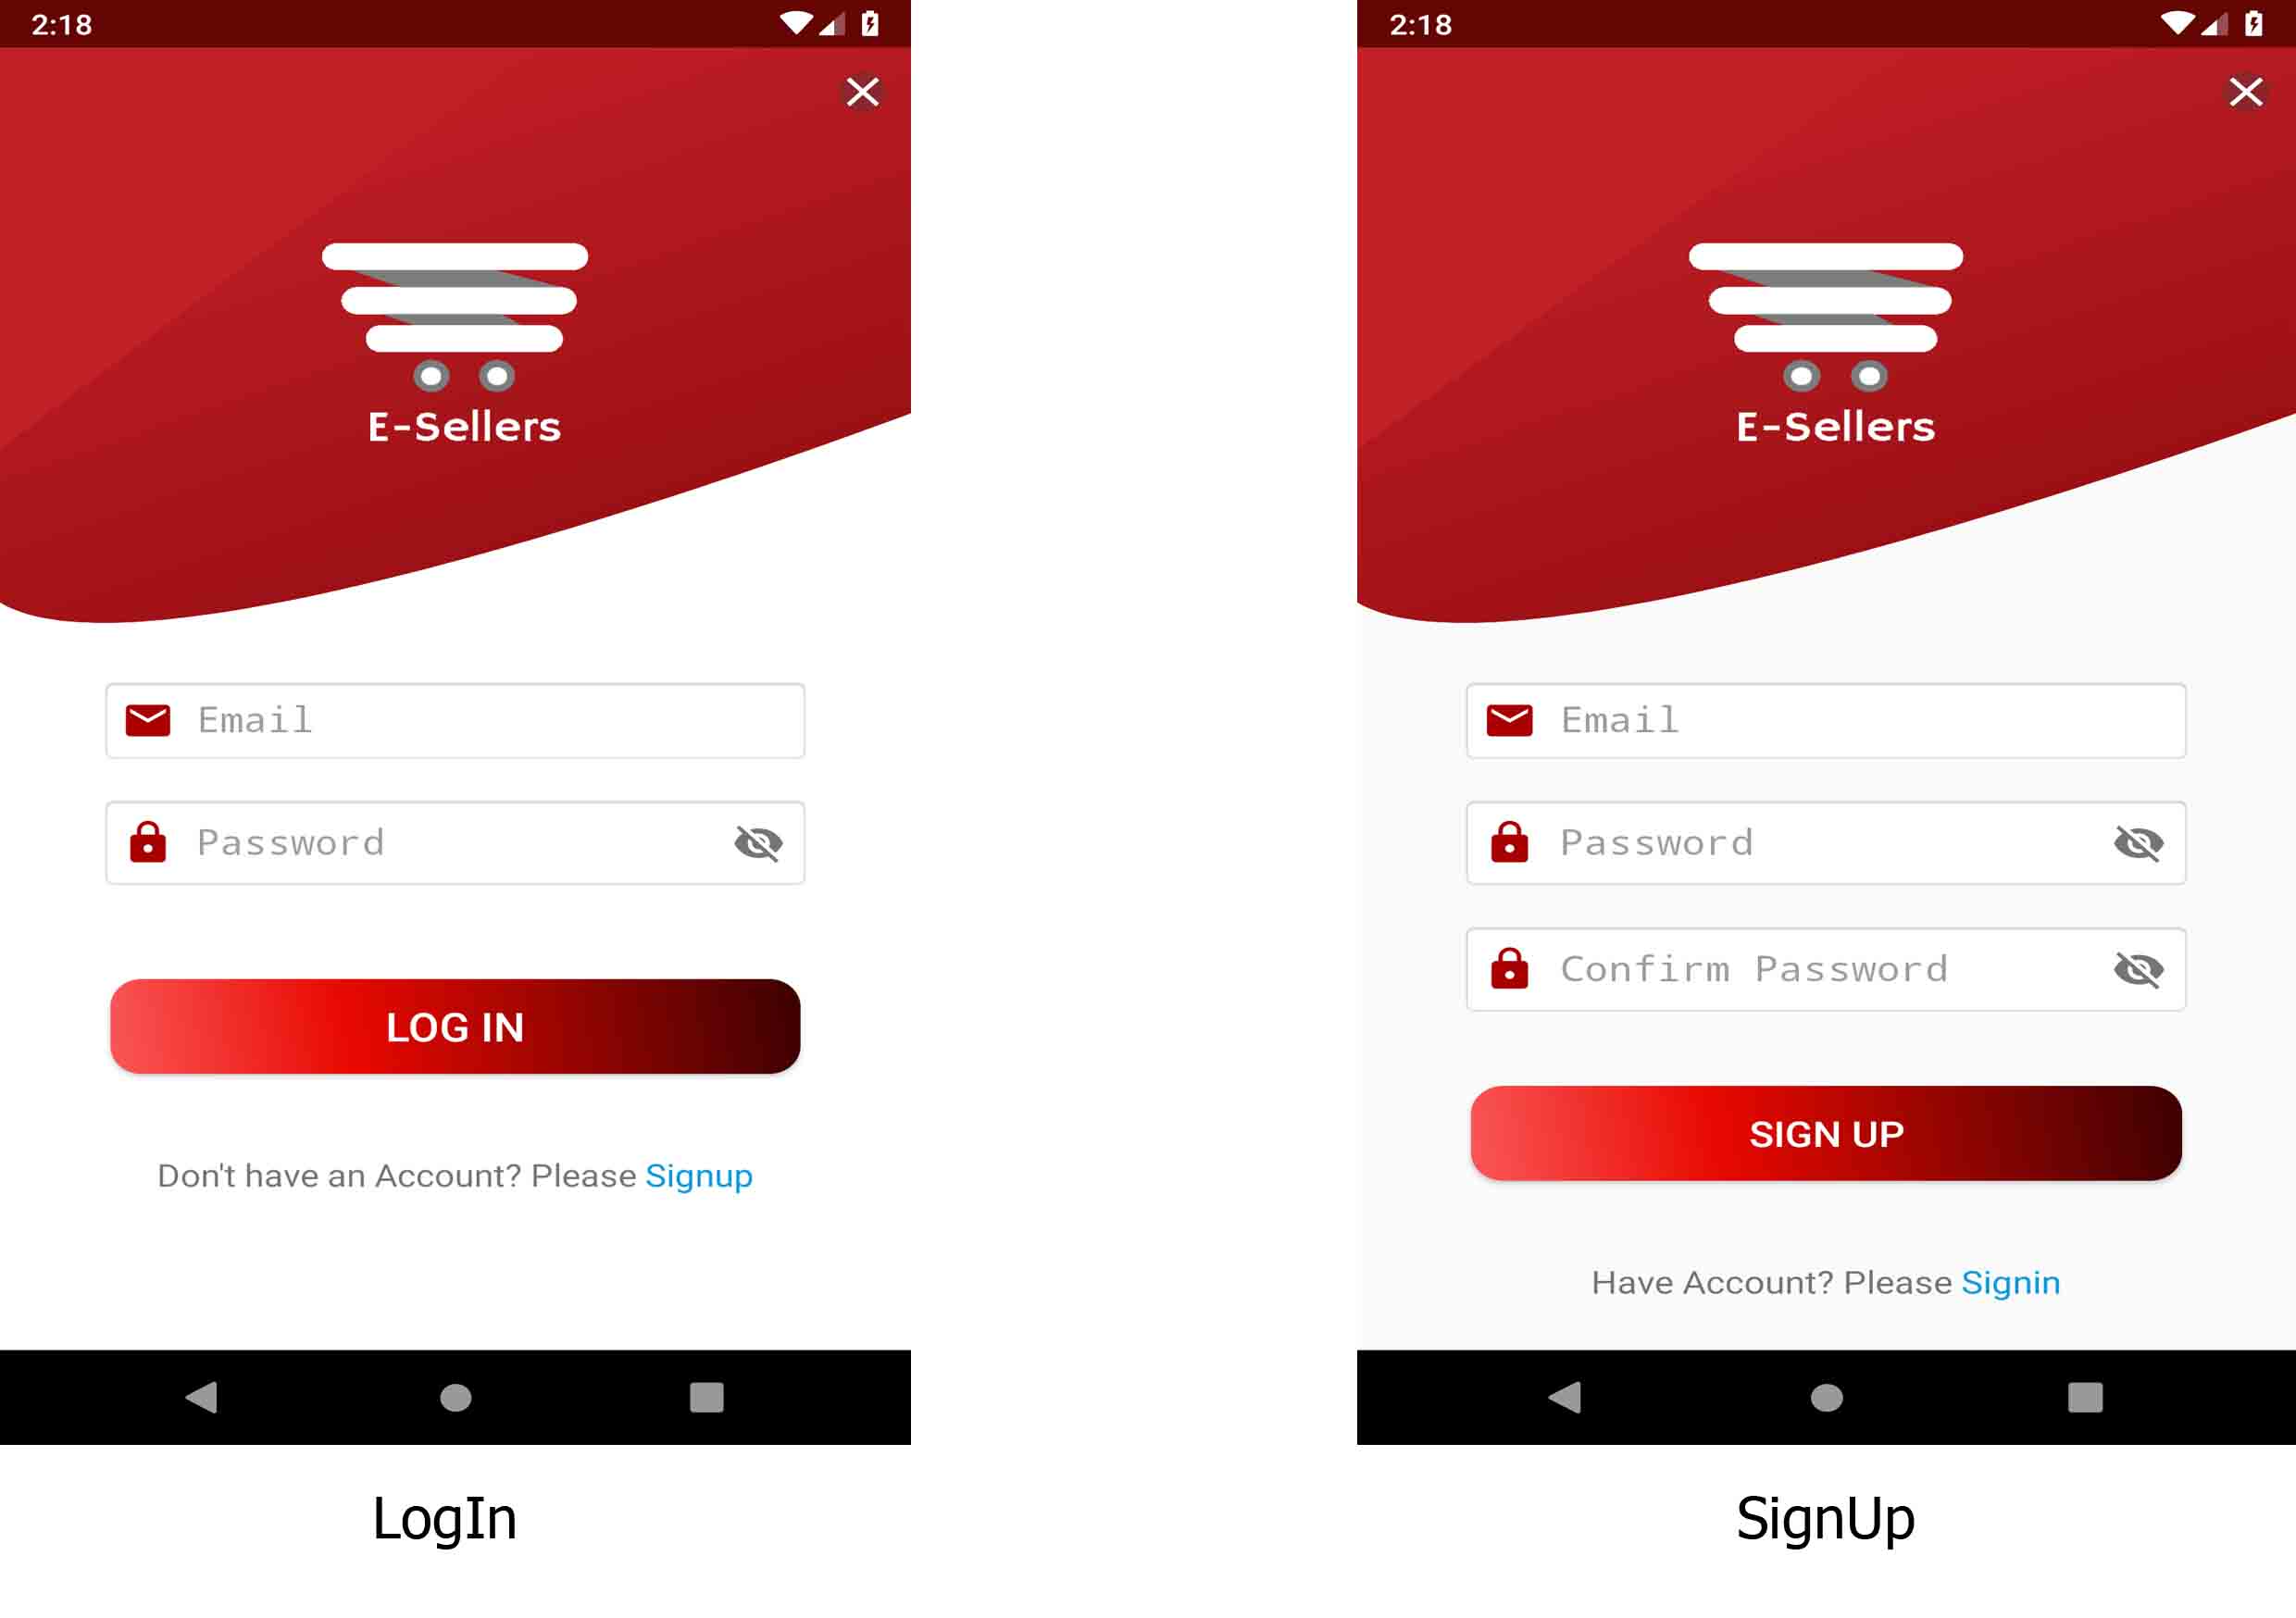 2:18
E-Sellers
Email
Password
LOG IN
Don't have an Account? Please Signup
LogIn
2:18
E-Sellers
Email
Password
Confirm Password
SIGN UP
Have Account? Please Signin
SignUp